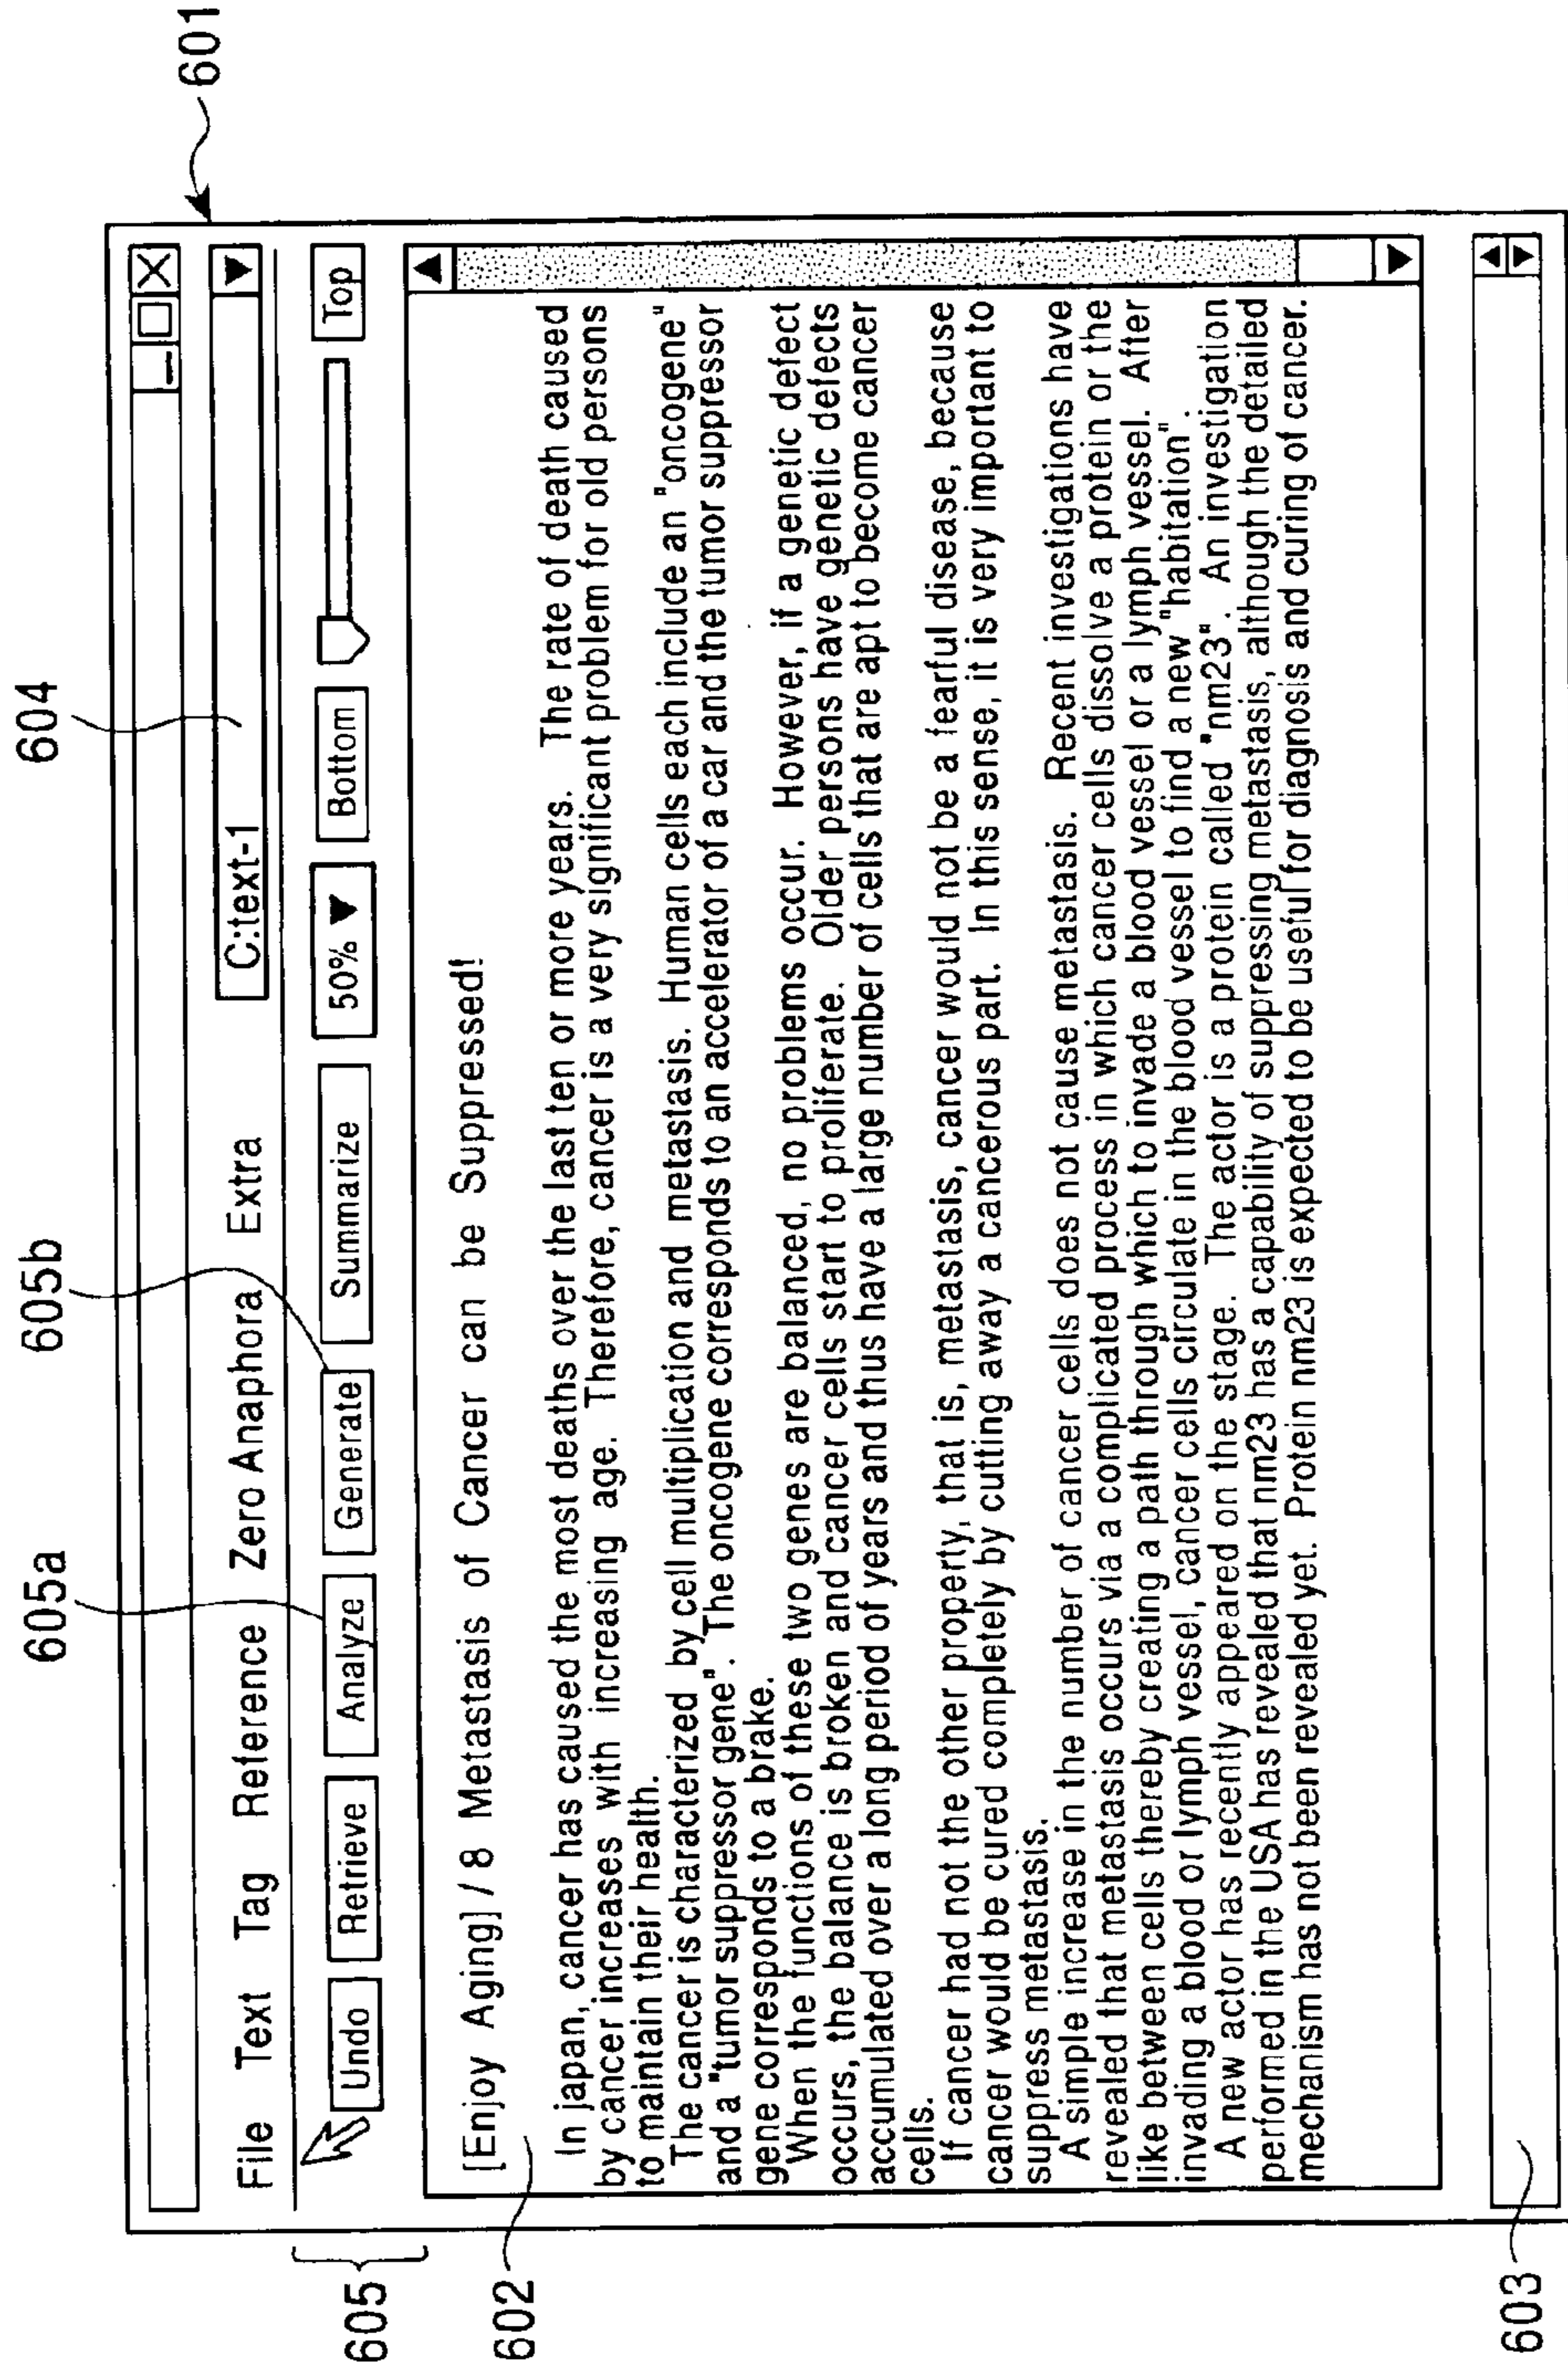 605a
605b
604
601
File Text Tag Reference Zero Anaphora Extra
C:text-1
605
Undo Retrieve Analyze Generate Summarize 50% Bottom Top
602
[Enjoy Aging] / 8 Metastasis of Cancer can be Suppressed!
In japan, cancer has caused the most deaths over the last ten or more years. The rate of death caused
by cancer increases with increasing age. Therefore, cancer is a very significant problem for old persons
to maintain their health.
The cancer is characterized by cell multiplication and metastasis. Human cells each include an "oncogene"
and a "tumor suppressor gene". The oncogene corresponds to an accelerator of a car and the tumor suppressor
gene corresponds to a brake.
When the functions of these two genes are balanced, no problems occur. However, if a genetic defect
occurs, the balance is broken and cancer cells start to proliferate. Older persons have genetic defects
accumulated over a long period of years and thus have a large number of cells that are apt to become cancer
cells.
If cancer had not the other property, that is, metastasis, cancer would not be a fearful disease, because
cancer would be cured completely by cutting away a cancerous part. In this sense, it is very important to
suppress metastasis.
A simple increase in the number of cancer cells does not cause metastasis. Recent investigations have
revealed that metastasis occurs via a complicated process in which cancer cells dissolve a protein or the
like between cells thereby creating a path through which to invade a blood vessel or a lymph vessel. After
invading a blood or lymph vessel, cancer cells circulate in the blood vessel to find a new "habitation".
A new actor has recently appeared on the stage. The actor is a protein called "nm23". An investigation
performed in the USA has revealed that nm23 has a capability of suppressing metastasis, although the detailed
mechanism has not been revealed yet. Protein nm23 is expected to be useful for diagnosis and curing of cancer.
603